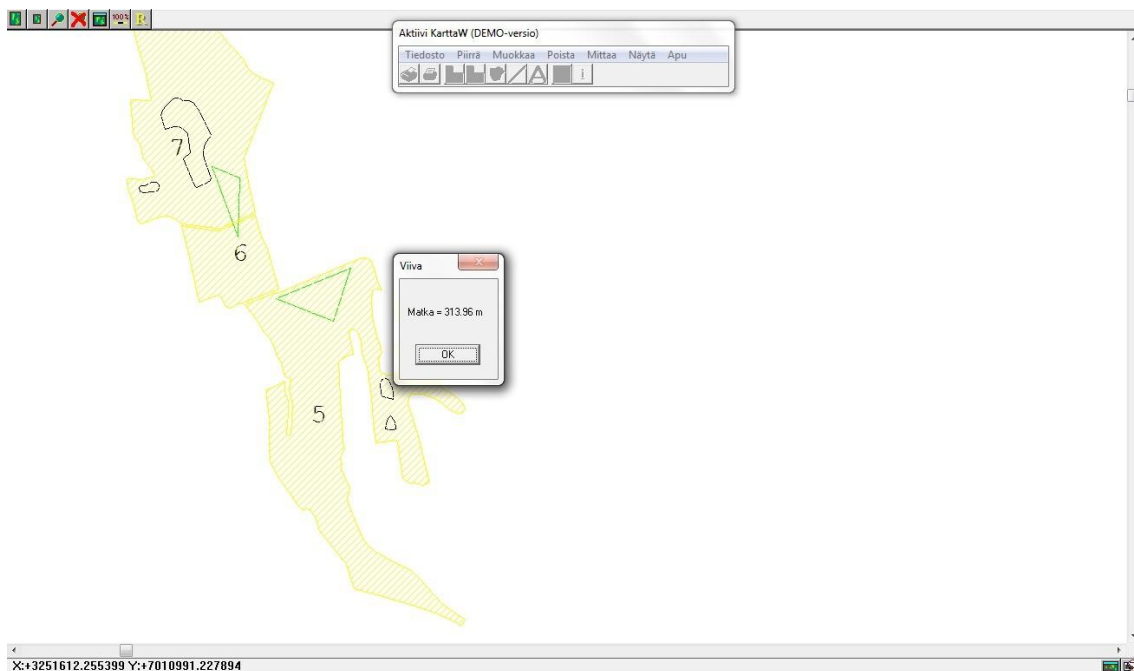 100%
R
Aktiivi KarttaW (DEMO-versio)
Tiedosto Piirrä Muokkaa Poista Mittaa Näytä Apu
A i
7
6
Viiva
Matka = 313.96 m
OK
5
X:+3251612.255399 Y:+7010991.227894